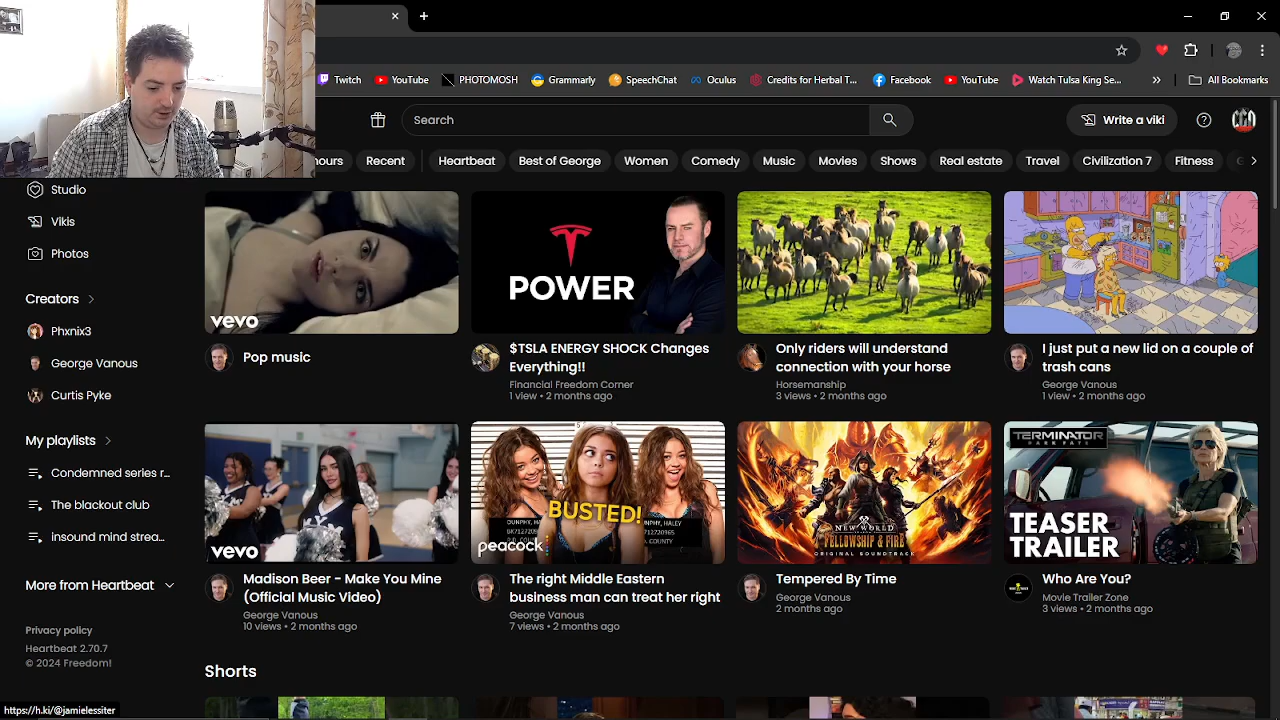 Twitch
YouTube
PHOTOMOSH
Grammarly
SpeechChat
Oculus
Credits for Herbal T...
Facebook
YouTube
Watch Tulsa King Se...
»
All Bookmarks
Search
Write a viki
Recent
Heartbeat
Best of George
Women
Comedy
Music
Movies
Shows
Real estate
Travel
Civilization 7
Fitness
Studio
Vikis
Photos
Creators
Phxnix3
George Vanous
Curtis Pyke
My playlists
Condemned series r...
The blackout club
insound mind strea...
More from Heartbeat
Privacy policy
Heartbeat 2.70.7
© 2024 Freedom!
https://h.ki/@jamielessiter
vevo
Pop music
POWER
$TSLA ENERGY SHOCK Changes
Everything!!
Financial Freedom Corner
1 view • 2 months ago
Only riders will understand
connection with your horse
Horsemanship
3 views • 2 months ago
I just put a new lid on a couple of
trash cans
George Vanous
1 view • 2 months ago
vevo
Madison Beer - Make You Mine
(Official Music Video)
George Vanous
10 views • 2 months ago
BUSTED!
DUNPHY, HALEY
peacock
The right Middle Eastern
business man can treat her right
George Vanous
7 views • 2 months ago
NEW WORLD
FELLOWSHIP & FIRE
ORIGINAL SOUNDTRACK
Tempered By Time
George Vanous
2 months ago
TERMINATOR
DARK FATE
TEASER
TRAILER
Who Are You?
Movie Trailer Zone
3 views • 2 months ago
Shorts